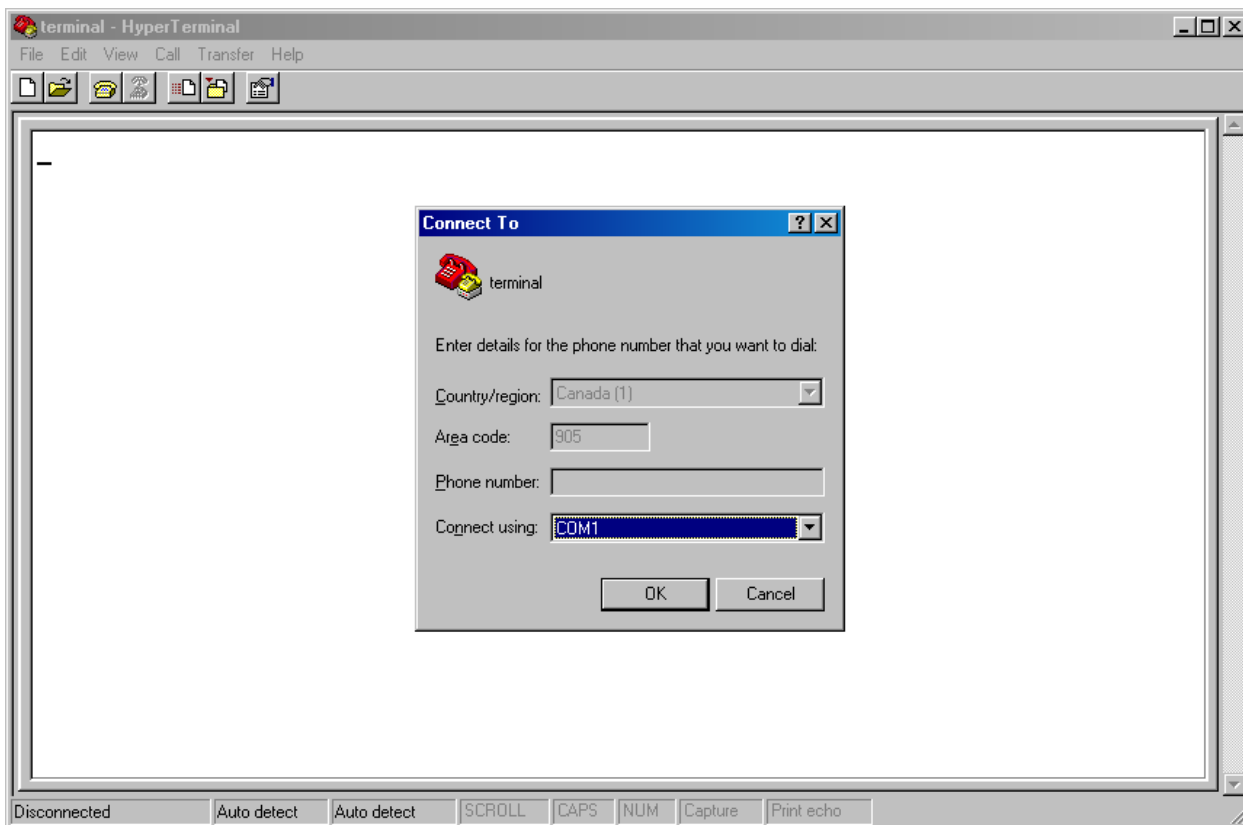 terminal - HyperTerminal
File Edit View Call Transfer Help
Connect To
terminal
Enter details for the phone number that you want to dial:
Country/region: Canada (1)
Area code: 905
Phone number:
Connect using: COM1
OK Cancel
Disconnected Auto detect Auto detect SCROLL CAPS NUM Capture Print echo